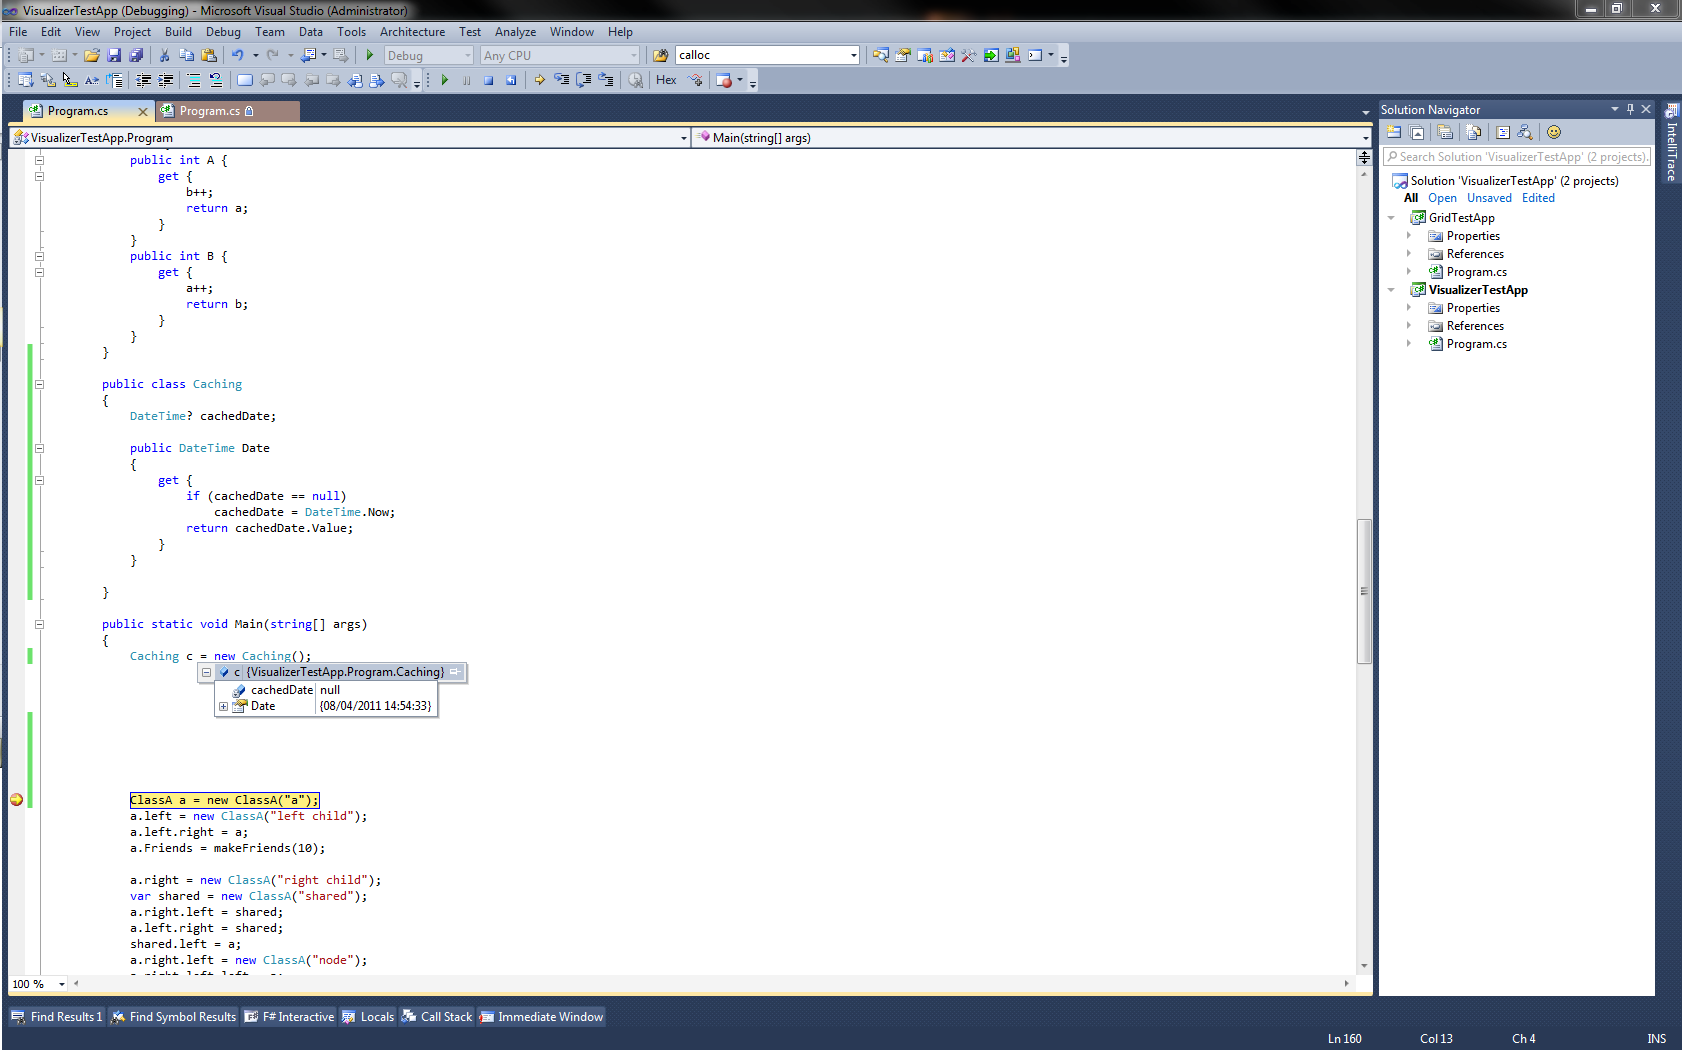 VisualizerTestApp (Debugging) - Microsoft Visual Studio (Administrator)
File Edit View Project Build Debug Team Data Tools Architecture Test Analyze Window Help
Debug Any CPU calloc
Hex
Program.cs Program.cs
VisualizerTestApp.Program Main(string[] args)
public int A {
get {
b++;
return a;
}
}
public int B {
get {
a++;
return b;
}
}
}
public class Caching
{
DateTime? cachedDate;
public DateTime Date
{
get {
if (cachedDate == null)
cachedDate = DateTime.Now;
return cachedDate.Value;
}
}
}
public static void Main(string[] args)
{
Caching c = new Caching();
c {VisualizerTestApp.Program.Caching}
cachedDate null
Date {08/04/2011 14:54:33}
ClassA a = new ClassA("a");
a.left = new ClassA("left child");
a.left.right = a;
a.Friends = makeFriends(10);
a.right = new ClassA("right child");
var shared = new ClassA("shared");
a.right.left = shared;
a.left.right = shared;
shared.left = a;
a.right.left = new ClassA("node");
100 %
Solution Navigator
Search Solution 'VisualizerTestApp' (2 projects).
Solution 'VisualizerTestApp' (2 projects)
All Open Unsaved Edited
GridTestApp
Properties
References
Program.cs
VisualizerTestApp
Properties
References
Program.cs
IntelliTrace
Find Results 1 Find Symbol Results F# Interactive Locals Call Stack Immediate Window
Ln 160 Col 13 Ch 4 INS